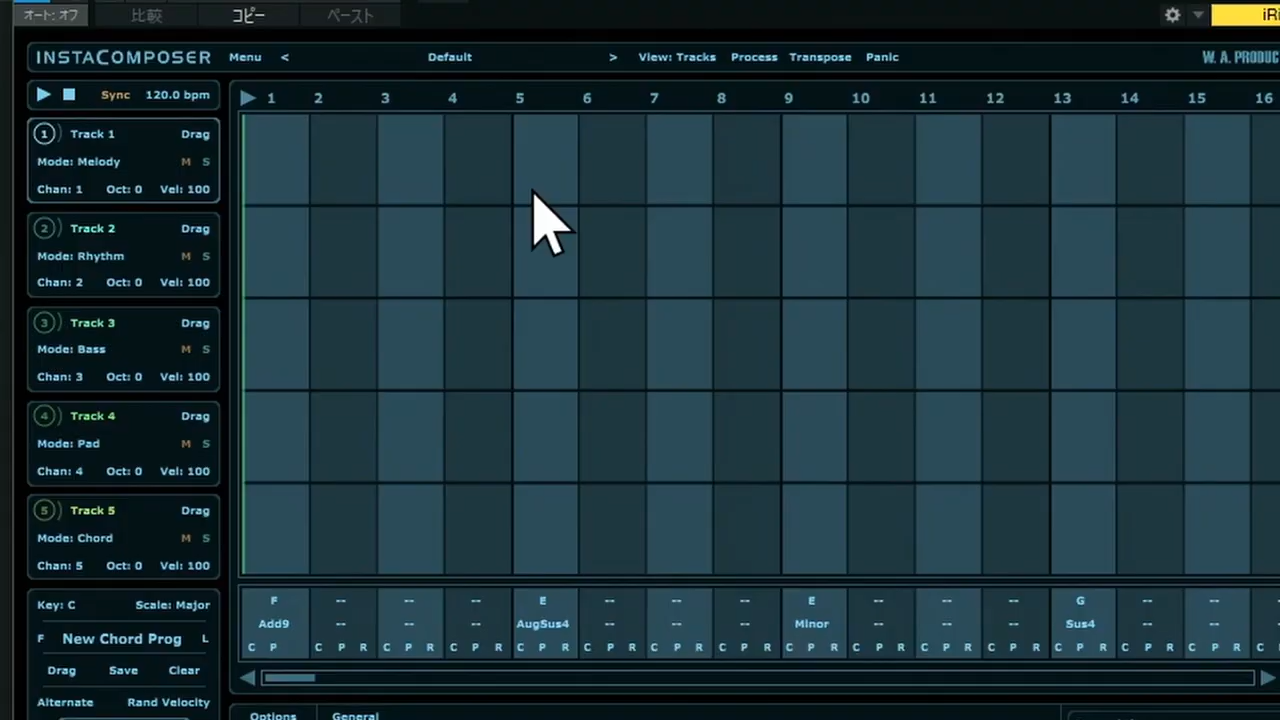 オート: オフ 比較 コピー ペースト
INSTACOMPOSER Menu < Default > View: Tracks Process Transpose Panic
Sync 120.0 bpm 1 2 3 4 5 6 7 8 9 10 11 12 13 14 15 16
1 Track 1 Drag
Mode: Melody M S
Chan: 1 Oct: 0 Vel: 100
2 Track 2 Drag
Mode: Rhythm M S
Chan: 2 Oct: 0 Vel: 100
3 Track 3 Drag
Mode: Bass M S
Chan: 3 Oct: 0 Vel: 100
4 Track 4 Drag
Mode: Pad M S
Chan: 4 Oct: 0 Vel: 100
5 Track 5 Drag
Mode: Chord M S
Chan: 5 Oct: 0 Vel: 100
Key: C Scale: Major
F New Chord Prog L
Drag Save Clear
Alternate Rand Velocity
F -- -- -- E -- -- -- E -- -- -- G -- --
Add9 -- -- -- AugSus4 -- -- -- Minor -- -- -- Sus4 -- --
C P C P R C P R C P R C P R C P R C P R C P R C P R C P R C P R C P R C P R C P R C P R C
Options General